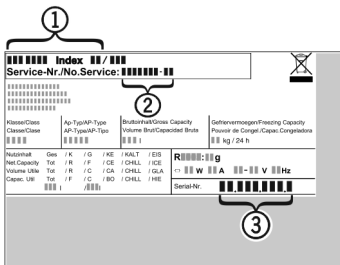 1
Index /
Service-Nr./No.Service: -
2
Klasse/Class
Classe/Clase
Ap-Typ/AP-Type
AP-Type/AP-Tipo
Bruttoinhalt/Gross Capacity
Volume Brut/Capacided Bruta
l
Gefriervermoegen/Freezing Capacity
Pouvoir de Congel./Capac.Congeladora
kg / 24 h
Nutzinhalt Ges / K / G / KE / KALT / EIS
Net.Capacity Tot / R / F / CE / CHILL / ICE
Volume Utile Tot / R / C / CA / CHILL / GLA
Capac. Util Tot / F / C / BO / CHILL / HIE
l / l
R : g
W A - V Hz
Serial-Nr.
3